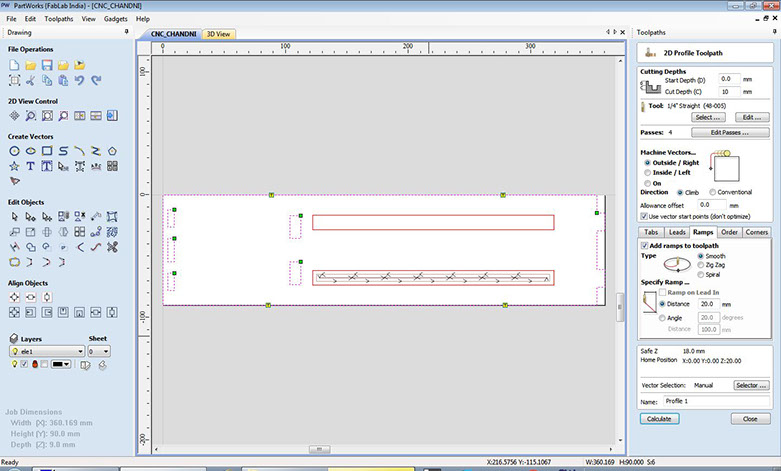 PartWorks (FabLab India) - [CNC_CHANDNI]
File Edit Toolpaths View Gadgets Help
Drawing
File Operations
2D View Control
Create Vectors
Edit Objects
Align Objects
Layers Sheet
ele1 0
Job Dimensions
Width [X]: 360.169 mm
Height [Y]: 90.0 mm
Depth [Z]: 9.0 mm
CNC_CHANDNI 3D View
0 100 200 300
100
0
-100
-200
Toolpaths
2D Profile Toolpath
Cutting Depths
Start Depth (D) 0.0 mm
Cut Depth (C) 10 mm
Tool: 1/4" Straight (48-005)
Select ... Edit ...
Passes: 4 Edit Passes ...
Machine Vectors...
Outside / Right
Inside / Left
On
Direction Climb Conventional
Allowance offset 0.0 mm
Use vector start points (don't optimize)
Tabs Leads Ramps Order Corners
Add ramps to toolpath
Type Smooth
Zig Zag
Spiral
Specify Ramp ...
Ramp on Lead In
Distance 20.0 mm
Angle 20.0 degrees
Distance 100.0 mm
Safe Z 18.0 mm
Home Position X:0.00 Y:0.00 Z:20.00
Vector Selection: Manual Selector ...
Name: Profile 1
Calculate Close
Ready X:216.5756 Y:-115.1067 W:360.169 H:90.000 S:6